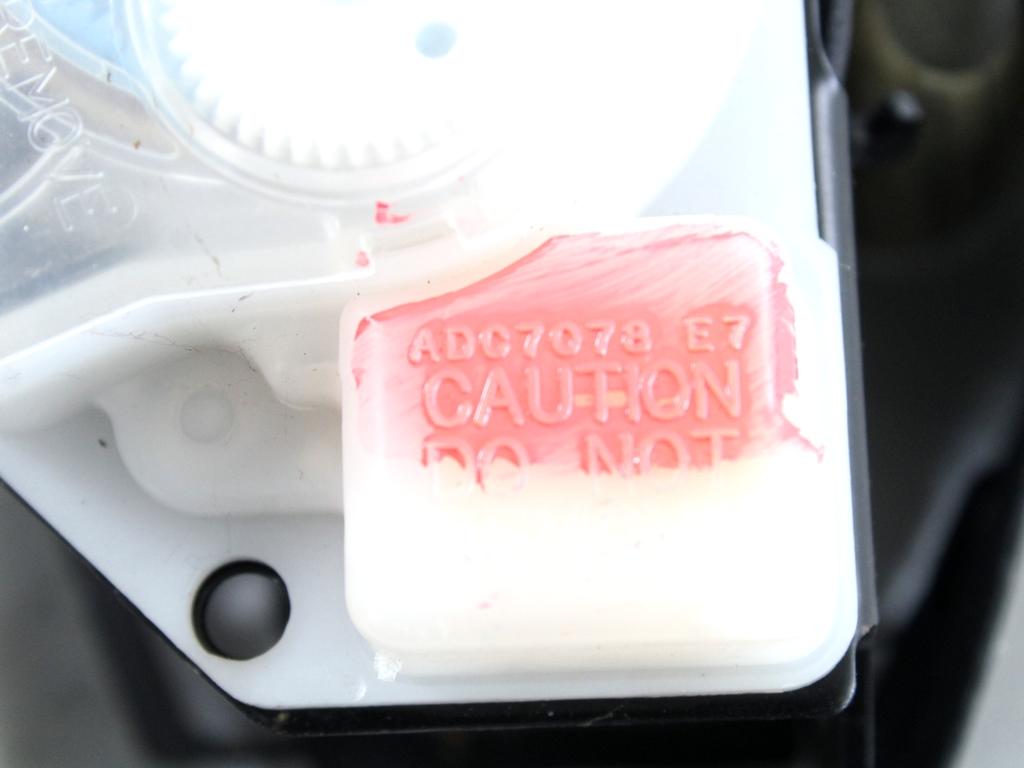 REMOVE
ADC7078 E7
CAUTION
DO NOT